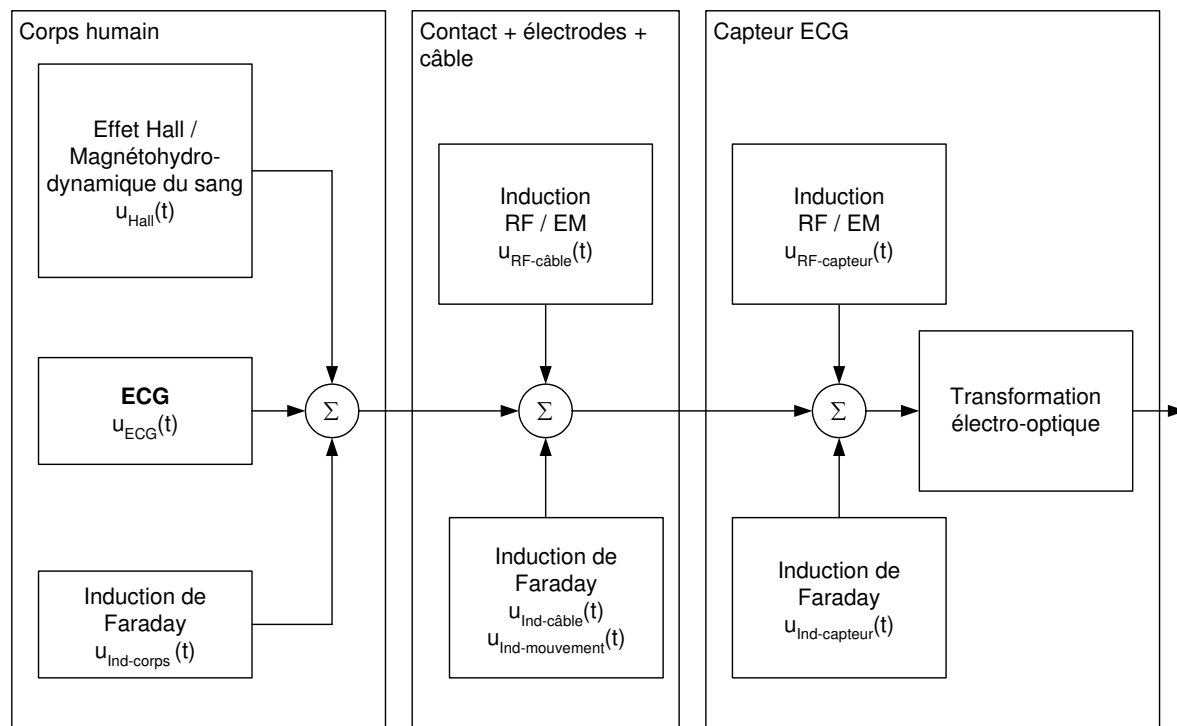 Corps humain
Effet Hall /
Magnétohydro-
dynamique du sang
u_Hall(t)
ECG
u_ECG(t)
Induction de
Faraday
u_Ind-corps (t)
Σ
Contact + électrodes +
câble
Induction
RF / EM
u_RF-câble(t)
Σ
Induction de
Faraday
u_Ind-câble(t)
u_Ind-mouvement(t)
Capteur ECG
Induction
RF / EM
u_RF-capteur(t)
Σ
Transformation
électro-optique
Induction de
Faraday
u_Ind-capteur(t)